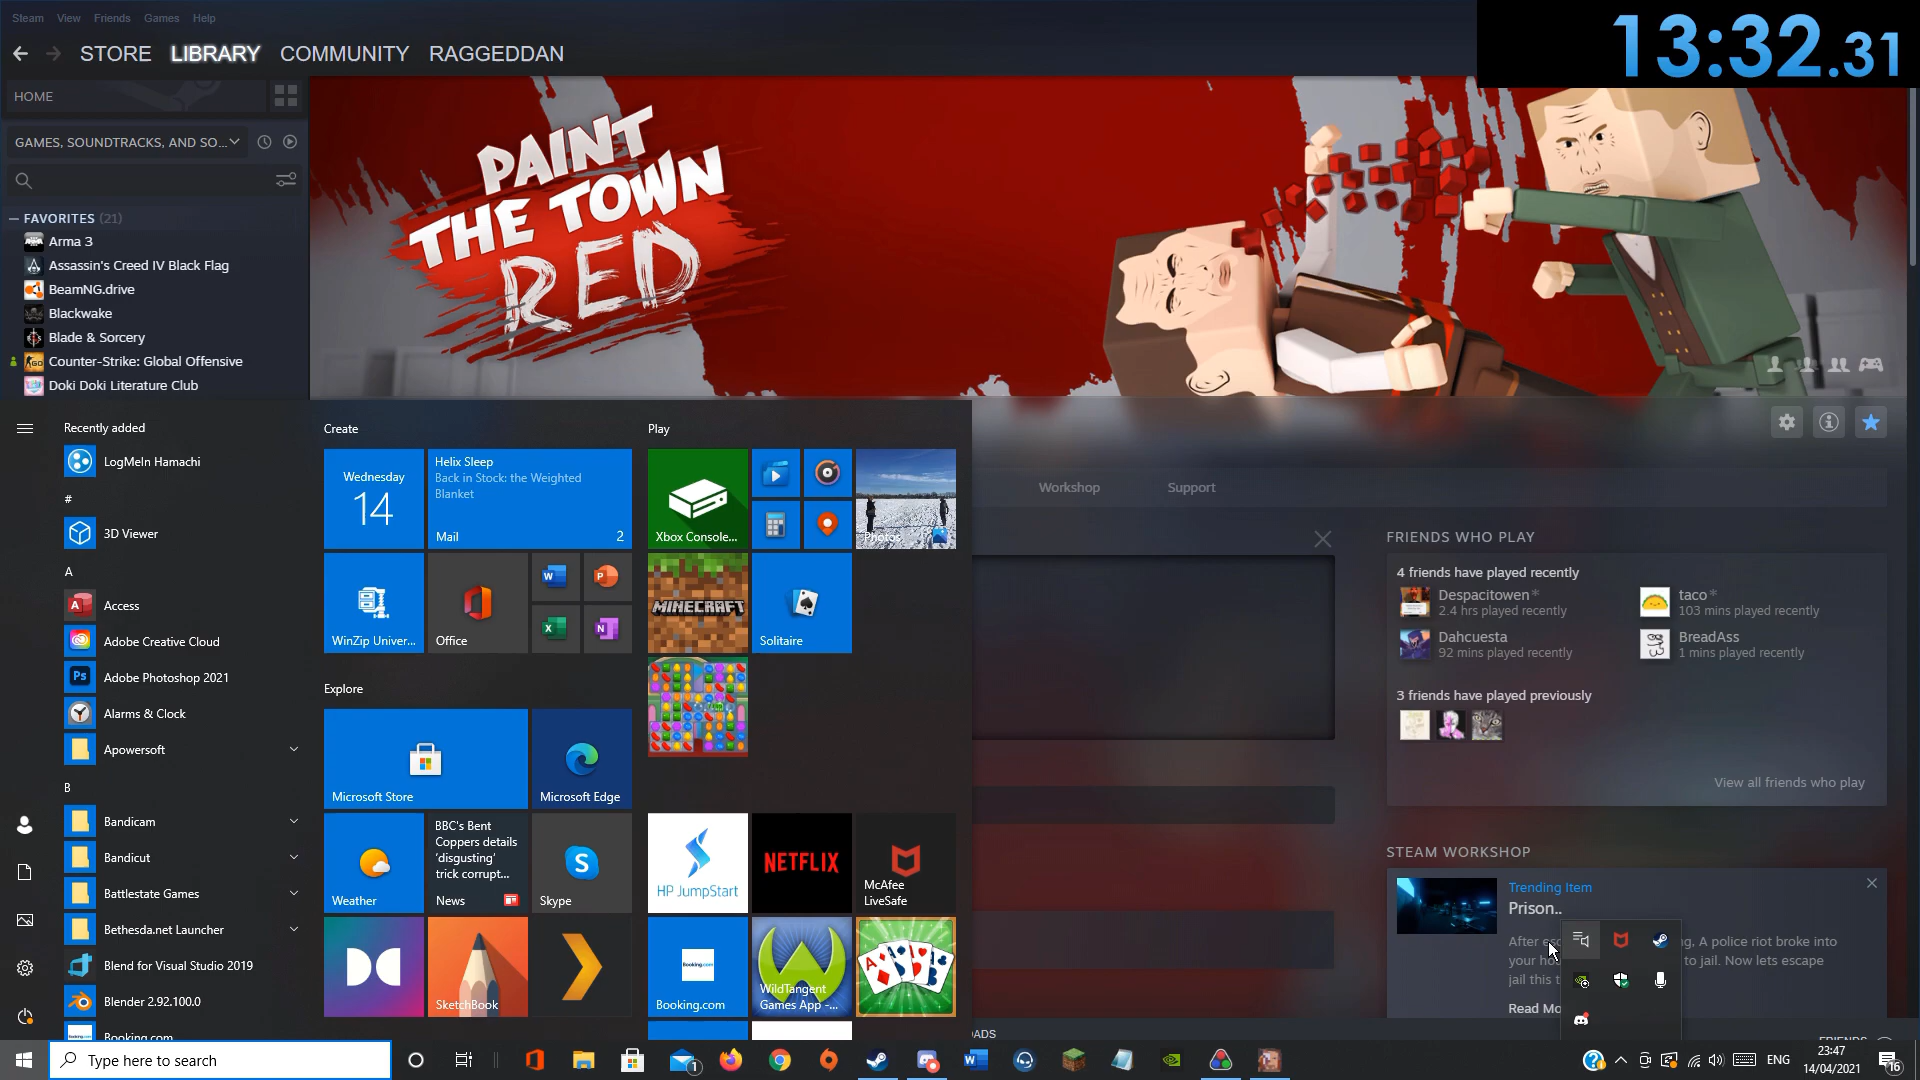 Steam View Friends Games Help
13:32.31
STORE LIBRARY COMMUNITY RAGGEDDAN
HOME
GAMES, SOUNDTRACKS, AND SO...
PAINT
THE TOWN
RED
FAVORITES (21)
Arma 3
Assassin's Creed IV Black Flag
BeamNG.drive
Blackwake
Blade & Sorcery
Counter-Strike: Global Offensive
Doki Doki Literature Club
Recently added
LogMeIn Hamachi
#
3D Viewer
A
Access
Adobe Creative Cloud
Adobe Photoshop 2021
Alarms & Clock
Apowersoft
B
Bandicam
Bandicut
Battlestate Games
Bethesda.net Launcher
Blend for Visual Studio 2019
Blender 2.92.100.0
Booking.com
Create
Wednesday
14
Helix Sleep
Back in Stock: the Weighted
Blanket
Mail 2
WinZip Univer...
Office
Explore
Microsoft Store
Microsoft Edge
Weather
BBC's Bent
Coppers details
'disgusting'
trick corrupt...
News
Skype
SketchBook
Play
Xbox Console...
Photos
MINECRAFT
Solitaire
HP JumpStart
NETFLIX
McAfee
LiveSafe
Booking.com
WildTangent
Games App -...
Workshop Support
FRIENDS WHO PLAY
4 friends have played recently
Despacitowen*
2.4 hrs played recently
taco*
103 mins played recently
Dahcuesta
92 mins played recently
BreadAss
1 mins played recently
3 friends have played previously
View all friends who play
STEAM WORKSHOP
Trending Item
Prison..
After esc g, A police riot broke into
your ho to jail. Now lets escape
jail this t
Read Mo
OADS
Type here to search
ENG
23:47
14/04/2021
16